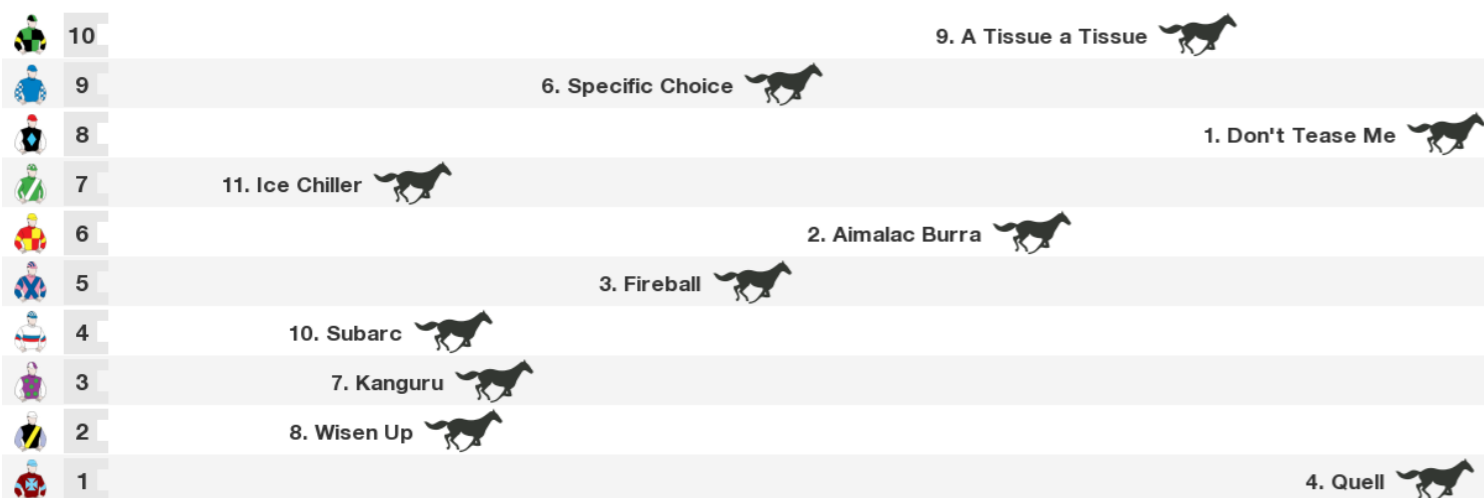 10 9. A Tissue a Tissue
9 6. Specific Choice
8 1. Don't Tease Me
7 11. Ice Chiller
6 2. Aimalac Burra
5 3. Fireball
4 10. Subarc
3 7. Kanguru
2 8. Wisen Up
1 4. Quell